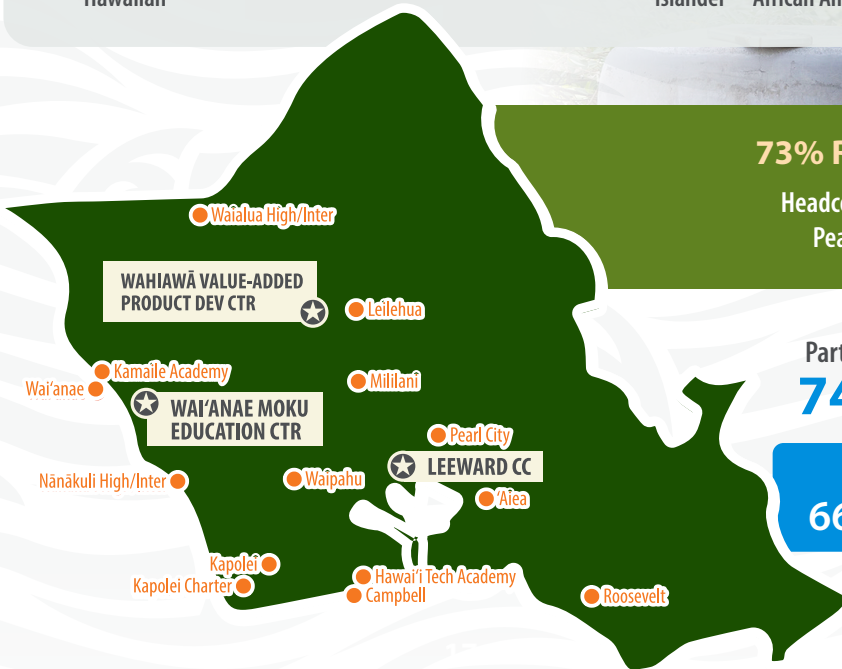 Hawaiian
Islander
African Am
73% F
Headco
Pea
Waialua High/Inter
WAHIAWĀ VALUE-ADDED
PRODUCT DEV CTR
Leilehua
Part
Kamaile Academy
Mililani
74
Wai‘anae
WAI‘ANAE MOKU
EDUCATION CTR
Pearl City
LEEWARD CC
Nānākuli High/Inter
Waipahu
‘Aiea
66
Kapolei
Hawai‘i Tech Academy
Kapolei Charter
Campbell
Roosevelt